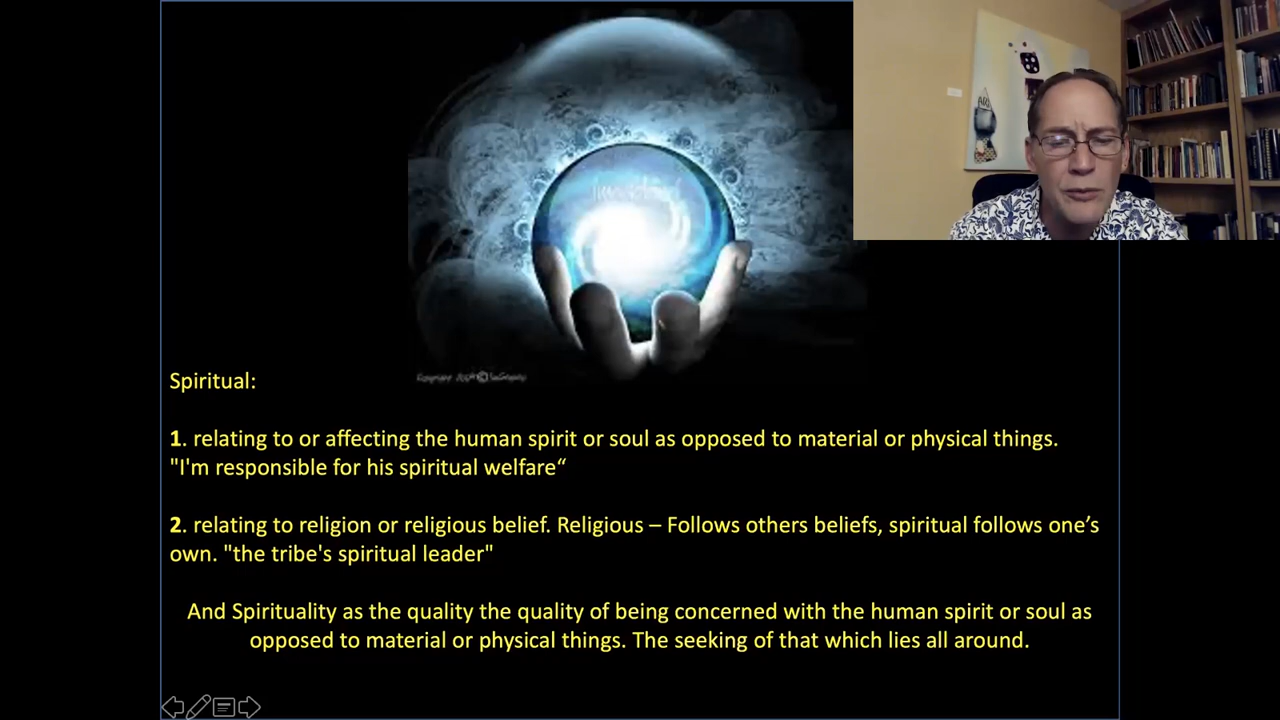 Spiritual:
1. relating to or affecting the human spirit or soul as opposed to material or physical things.
"I'm responsible for his spiritual welfare“
2. relating to religion or religious belief. Religious – Follows others beliefs, spiritual follows one’s
own. "the tribe's spiritual leader"
And Spirituality as the quality the quality of being concerned with the human spirit or soul as
opposed to material or physical things. The seeking of that which lies all around.